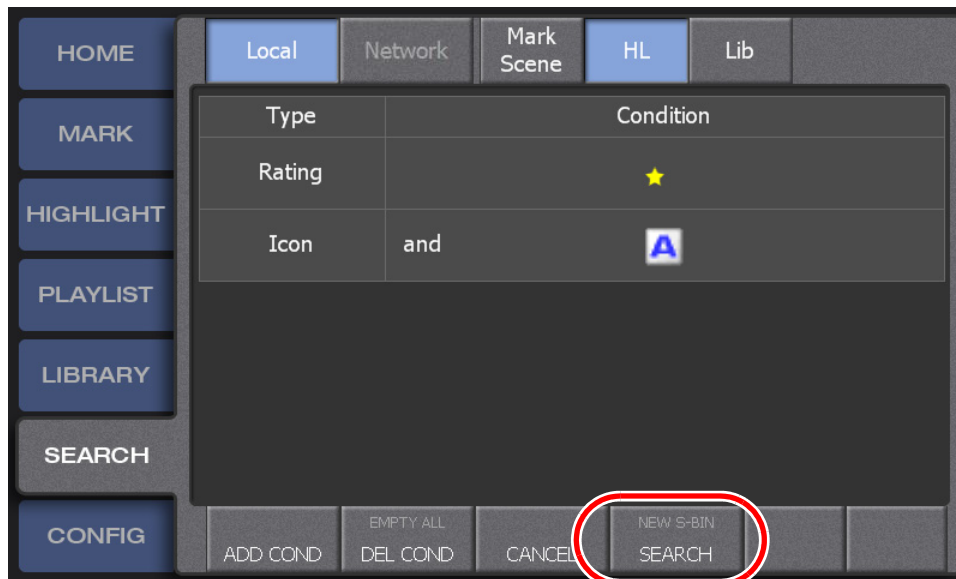 HOME
MARK
HIGHLIGHT
PLAYLIST
LIBRARY
SEARCH
CONFIG
Local
Network
Mark
Scene
HL
Lib
Type
Condition
Rating
Icon
and
A
ADD COND
EMPTY ALL
DEL COND
CANCEL
NEW S-BIN
SEARCH